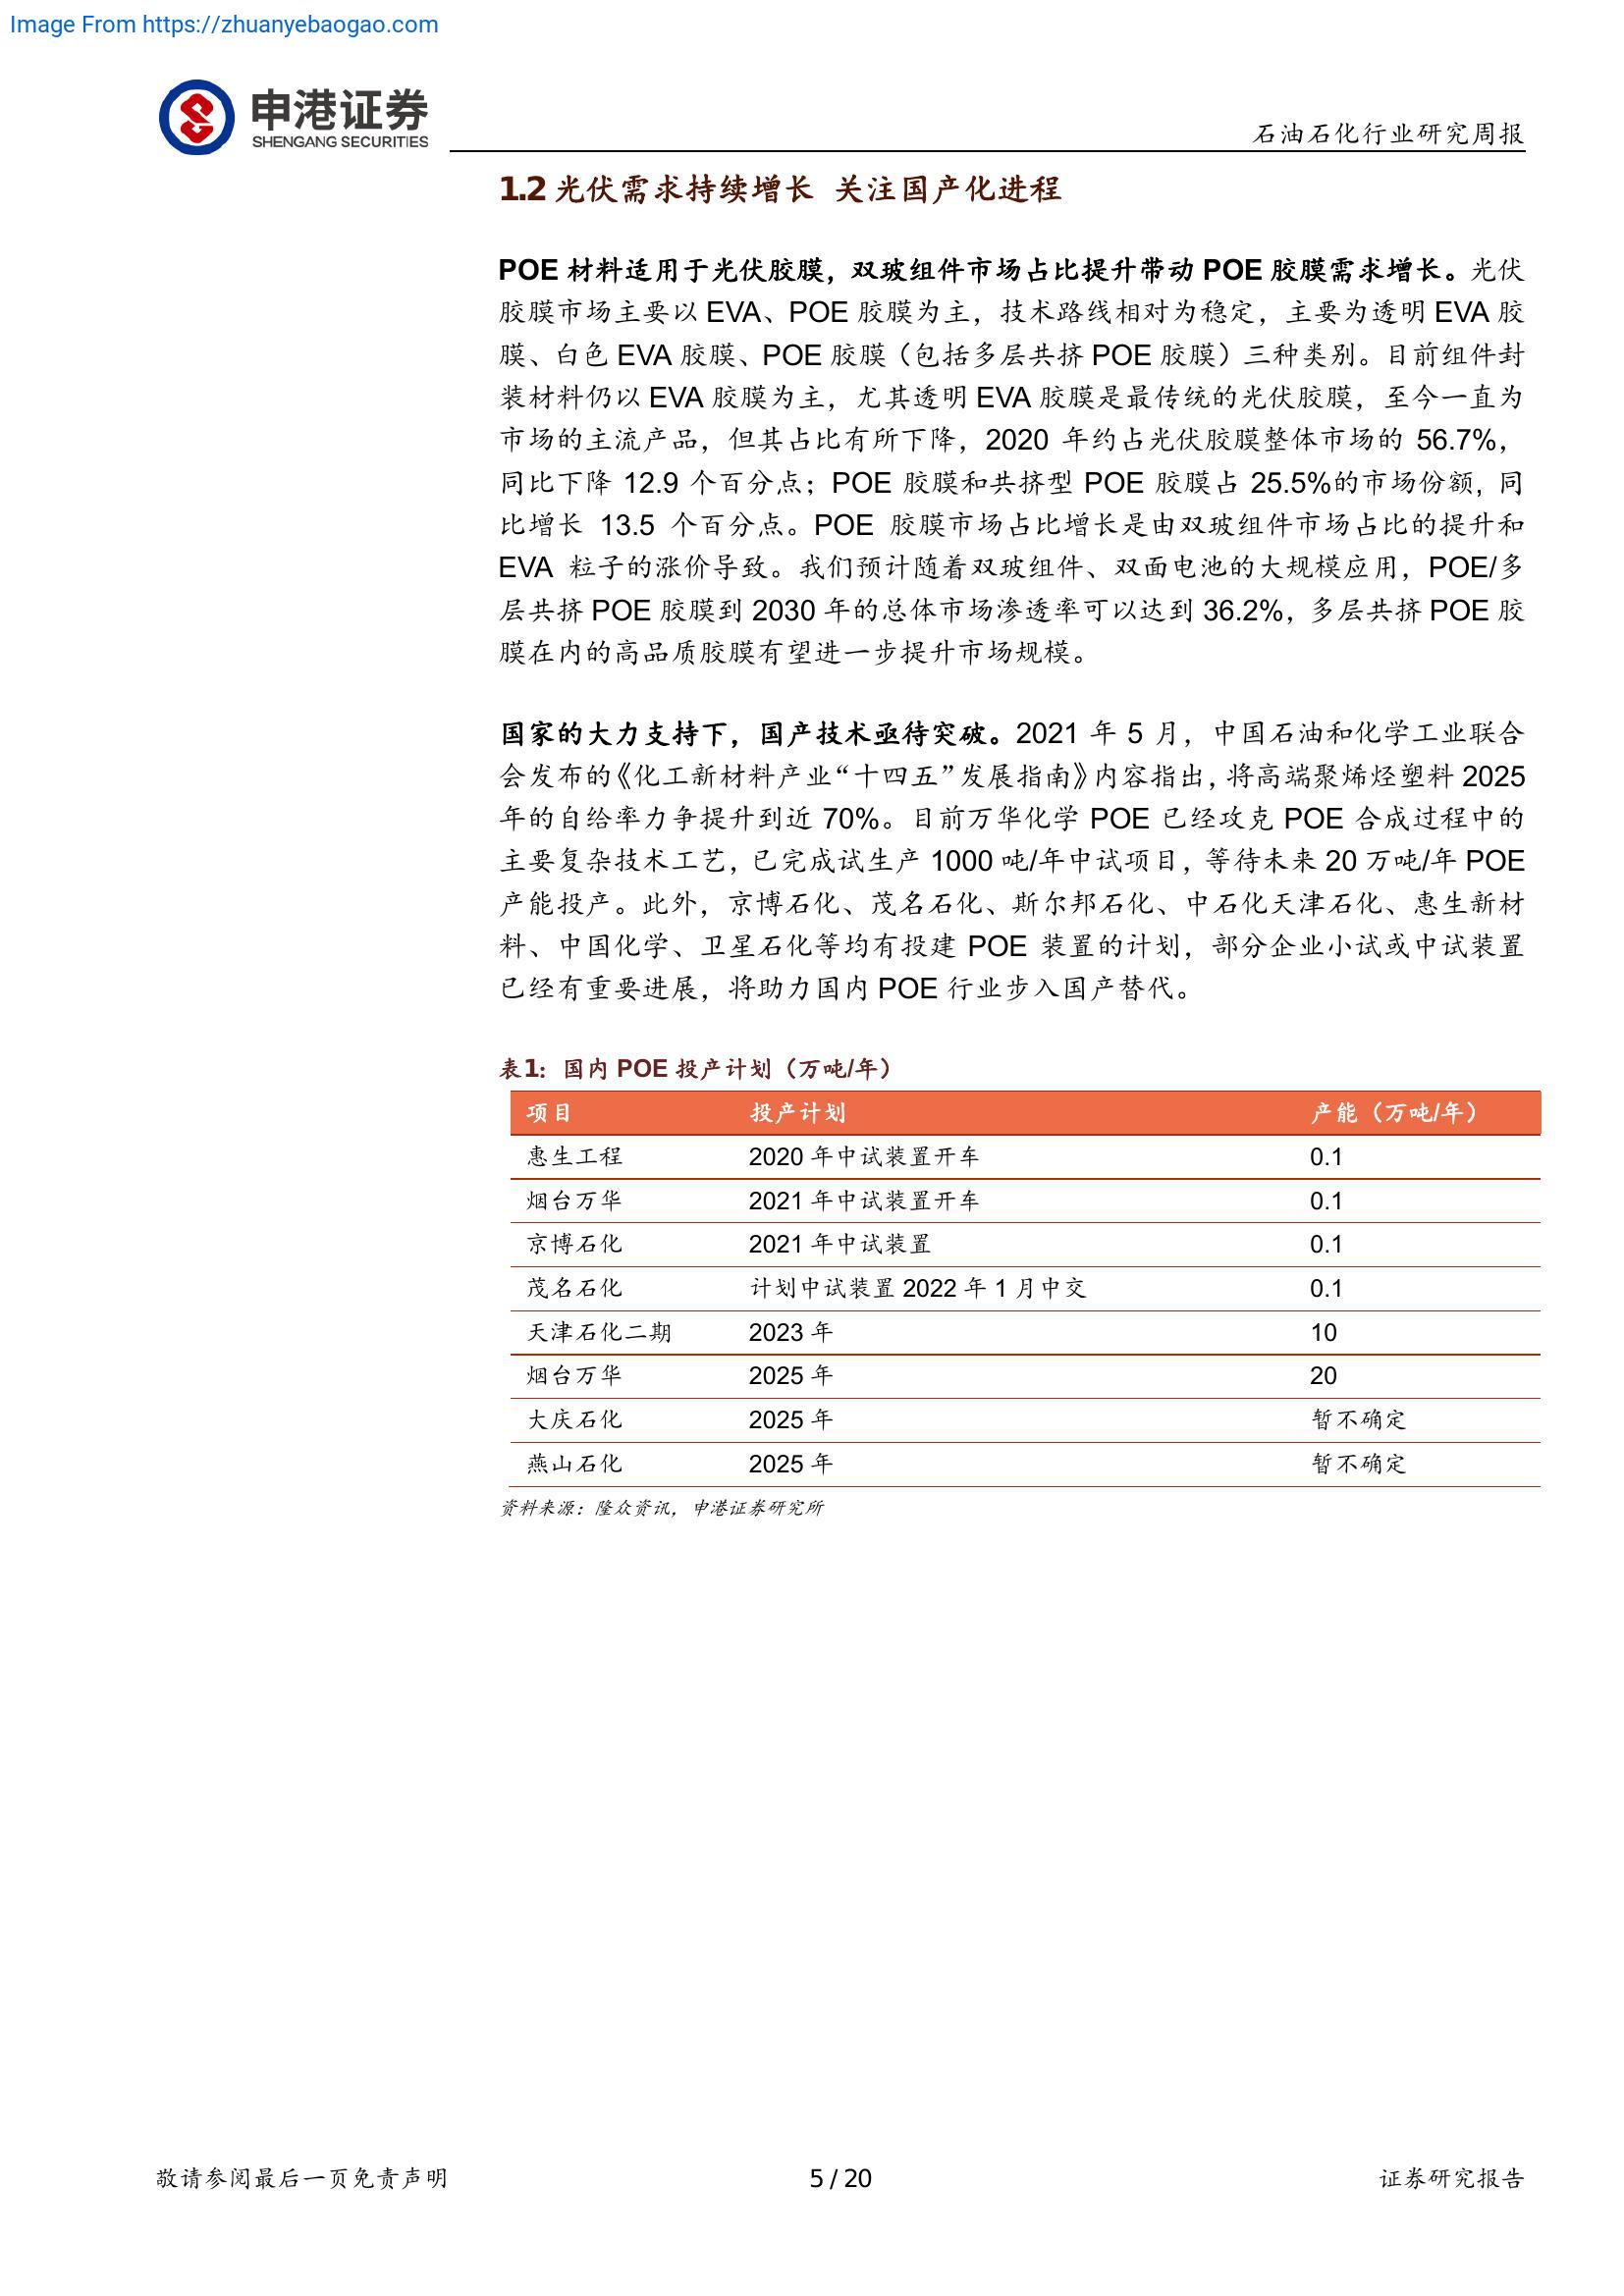 Image From https://zhuanyebaogao.com
申港证券
SHENGANG SECURITIES
石油石化行业研究周报
1.2 光伏需求持续增长 关注国产化进程
POE 材料适用于光伏胶膜，双玻组件市场占比提升带动 POE 胶膜需求增长。光伏
胶膜市场主要以 EVA、POE 胶膜为主，技术路线相对为稳定，主要为透明 EVA 胶
膜、白色 EVA 胶膜、POE 胶膜（包括多层共挤 POE 胶膜）三种类别。目前组件封
装材料仍以 EVA 胶膜为主，尤其透明 EVA 胶膜是最传统的光伏胶膜，至今一直为
市场的主流产品，但其占比有所下降，2020 年约占光伏胶膜整体市场的 56.7%，
同比下降 12.9 个百分点；POE 胶膜和共挤型 POE 胶膜占 25.5%的市场份额, 同
比增长 13.5 个百分点。POE 胶膜市场占比增长是由双玻组件市场占比的提升和
EVA 粒子的涨价导致。我们预计随着双玻组件、双面电池的大规模应用，POE/多
层共挤 POE 胶膜到 2030 年的总体市场渗透率可以达到 36.2%，多层共挤 POE 胶
膜在内的高品质胶膜有望进一步提升市场规模。
国家的大力支持下，国产技术亟待突破。2021 年 5 月，中国石油和化学工业联合
会发布的《化工新材料产业“十四五”发展指南》内容指出，将高端聚烯烃塑料 2025
年的自给率力争提升到近 70%。目前万华化学 POE 已经攻克 POE 合成过程中的
主要复杂技术工艺，已完成试生产 1000 吨/年中试项目，等待未来 20 万吨/年 POE
产能投产。此外，京博石化、茂名石化、斯尔邦石化、中石化天津石化、惠生新材
料、中国化学、卫星石化等均有投建 POE 装置的计划，部分企业小试或中试装置
已经有重要进展，将助力国内 POE 行业步入国产替代。
表1：国内 POE 投产计划（万吨/年）
项目 投产计划 产能（万吨/年）
惠生工程 2020 年中试装置开车 0.1
烟台万华 2021 年中试装置开车 0.1
京博石化 2021 年中试装置 0.1
茂名石化 计划中试装置 2022 年 1 月中交 0.1
天津石化二期 2023 年 10
烟台万华 2025 年 20
大庆石化 2025 年 暂不确定
燕山石化 2025 年 暂不确定
资料来源：隆众资讯，申港证券研究所
敬请参阅最后一页免责声明 5 / 20 证券研究报告